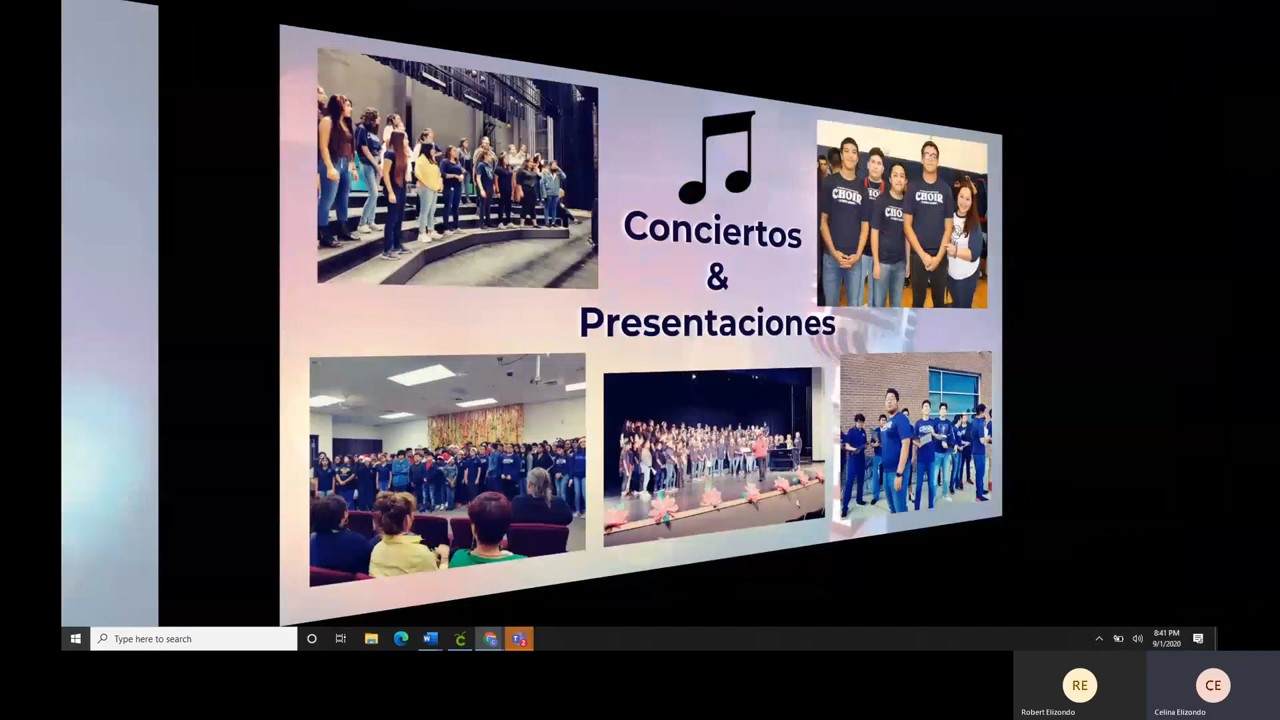 Conciertos
&
Presentaciones
CHOIR
CHOIR
Type here to search
8:41 PM
9/1/2020
RE
CE
Robert Elizondo
Celina Elizondo